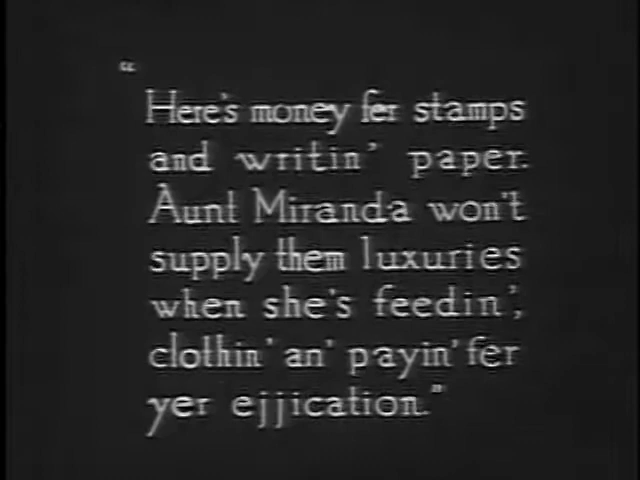 “
Here's money fer stamps
and writin' paper.
Aunt Miranda won't
supply them luxuries
when she's feedin',
clothin' an' payin' fer
yer ejjication.”